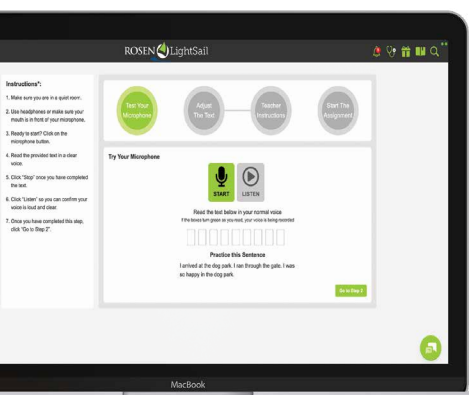 ROSEN LightSail
Instructions*:
1. Make sure you are in a quiet room.
2. Use headphones or make sure your
mouth is in front of your microphone.
3. Ready to start? Click on the
microphone button.
4. Read the provided text in a clear
voice.
5. Click "Stop" once you have completed
the text.
6. Click "Listen" so you can confirm your
voice is loud and clear.
7. Once you have completed this step,
click "Go to Step 2".
Test Your
Microphone
Adjust
The Text
Teacher
Instructions
Start The
Assignment
Try Your Microphone
START
LISTEN
Read the text below in your normal voice
If the boxes turn green as you read, your voice is being recorded!
Practice this Sentence
I arrived at the dog park. I ran through the gate. I was
so happy in the dog park.
Go to Step 2
MacBook